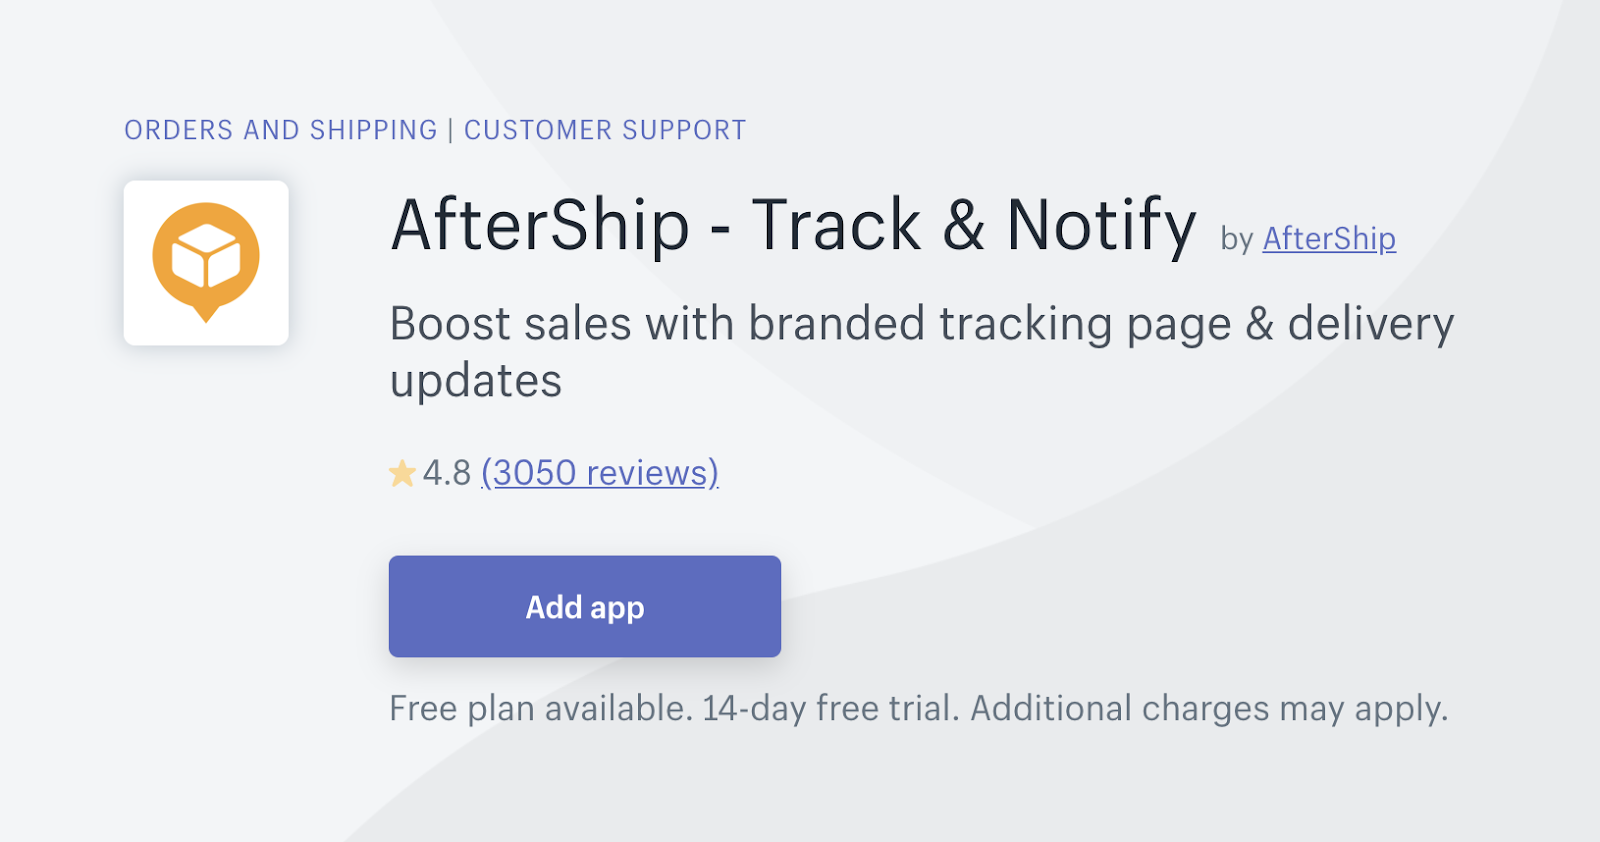 ORDERS AND SHIPPING | CUSTOMER SUPPORT
AfterShip - Track & Notify by AfterShip
Boost sales with branded tracking page & delivery
updates
4.8 (3050 reviews)
Add app
Free plan available. 14-day free trial. Additional charges may apply.